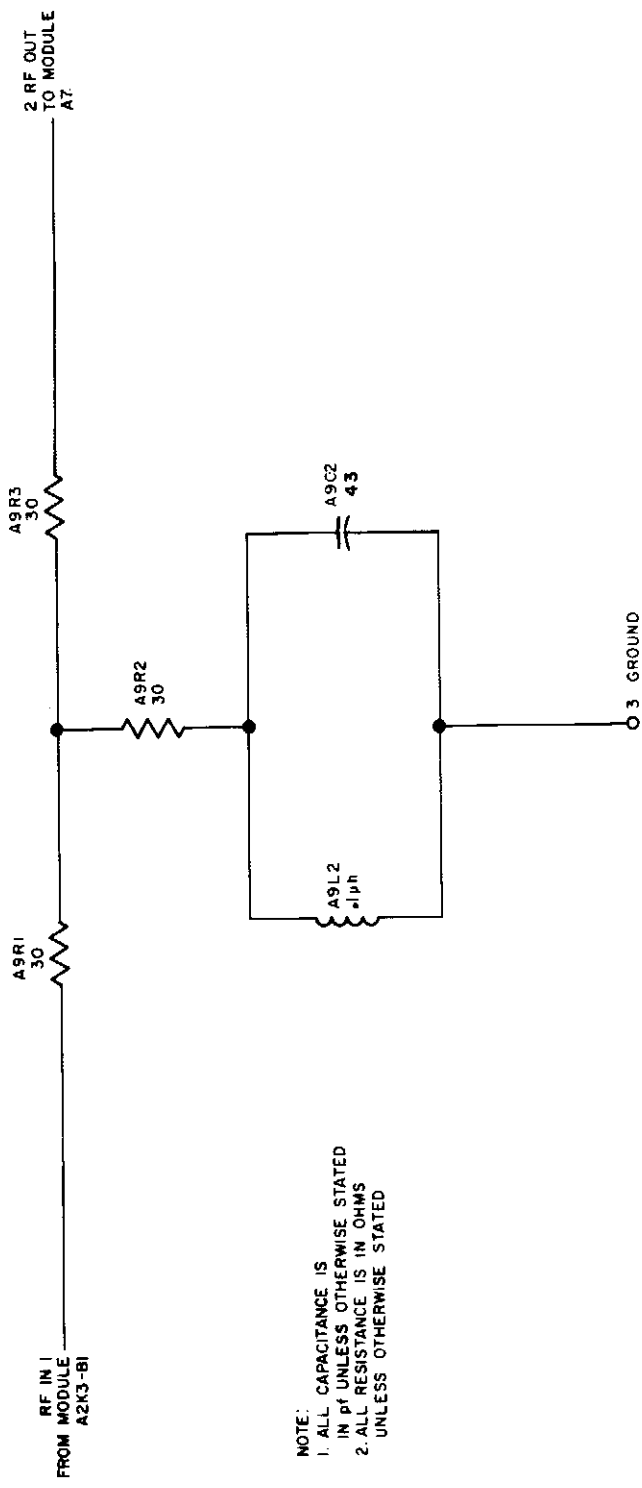 RF IN 1
FROM MODULE
A2K3-B1
A9R1
30
A9R3
30
2 RF OUT
TO MODULE
A7
A9R2
30
A9L2
.1µh
A9C2
43
3 GROUND
NOTE:
1. ALL CAPACITANCE IS
IN pf UNLESS OTHERWISE STATED
2. ALL RESISTANCE IS IN OHMS
UNLESS OTHERWISE STATED